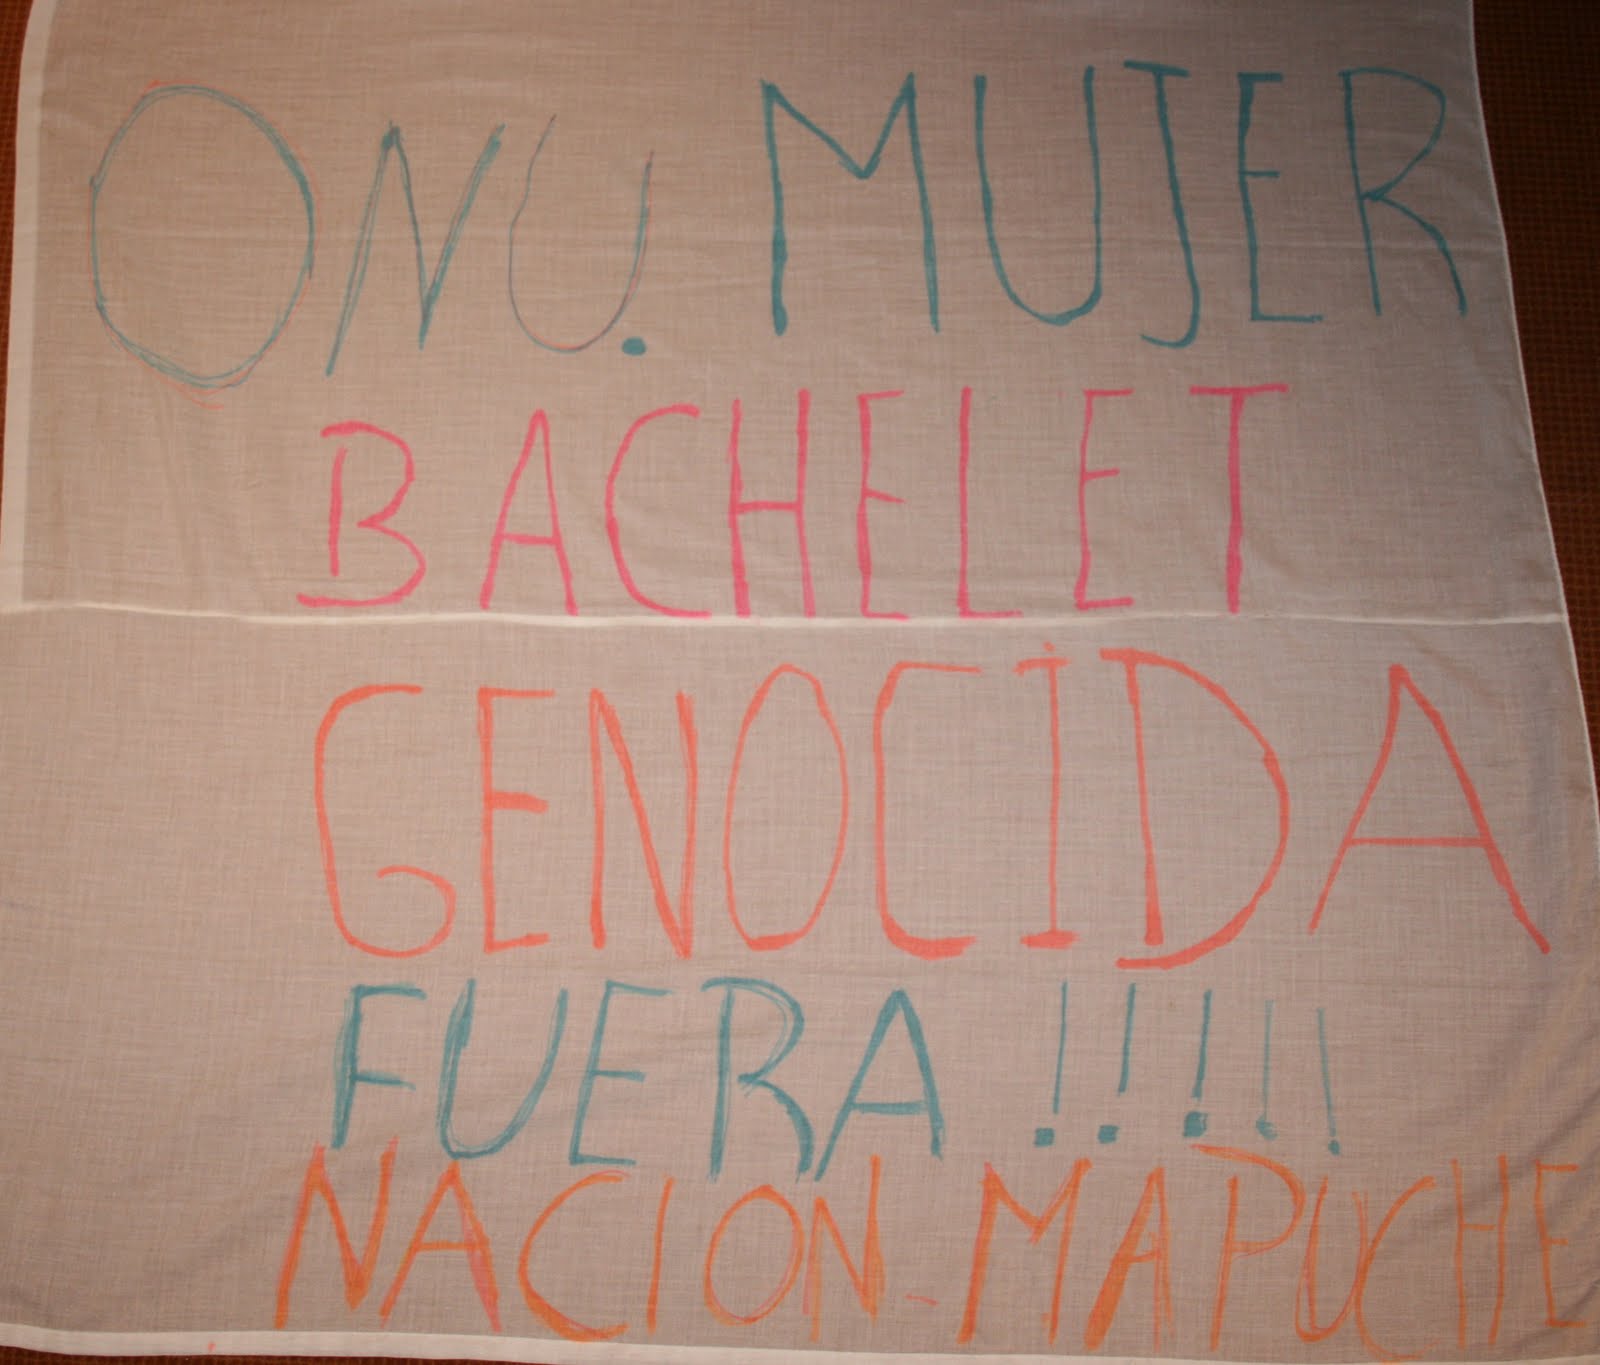 ONU. MUJER
BACHELET
GENOCIDA
FUERA !!!!!
NACION-MAPUCHE